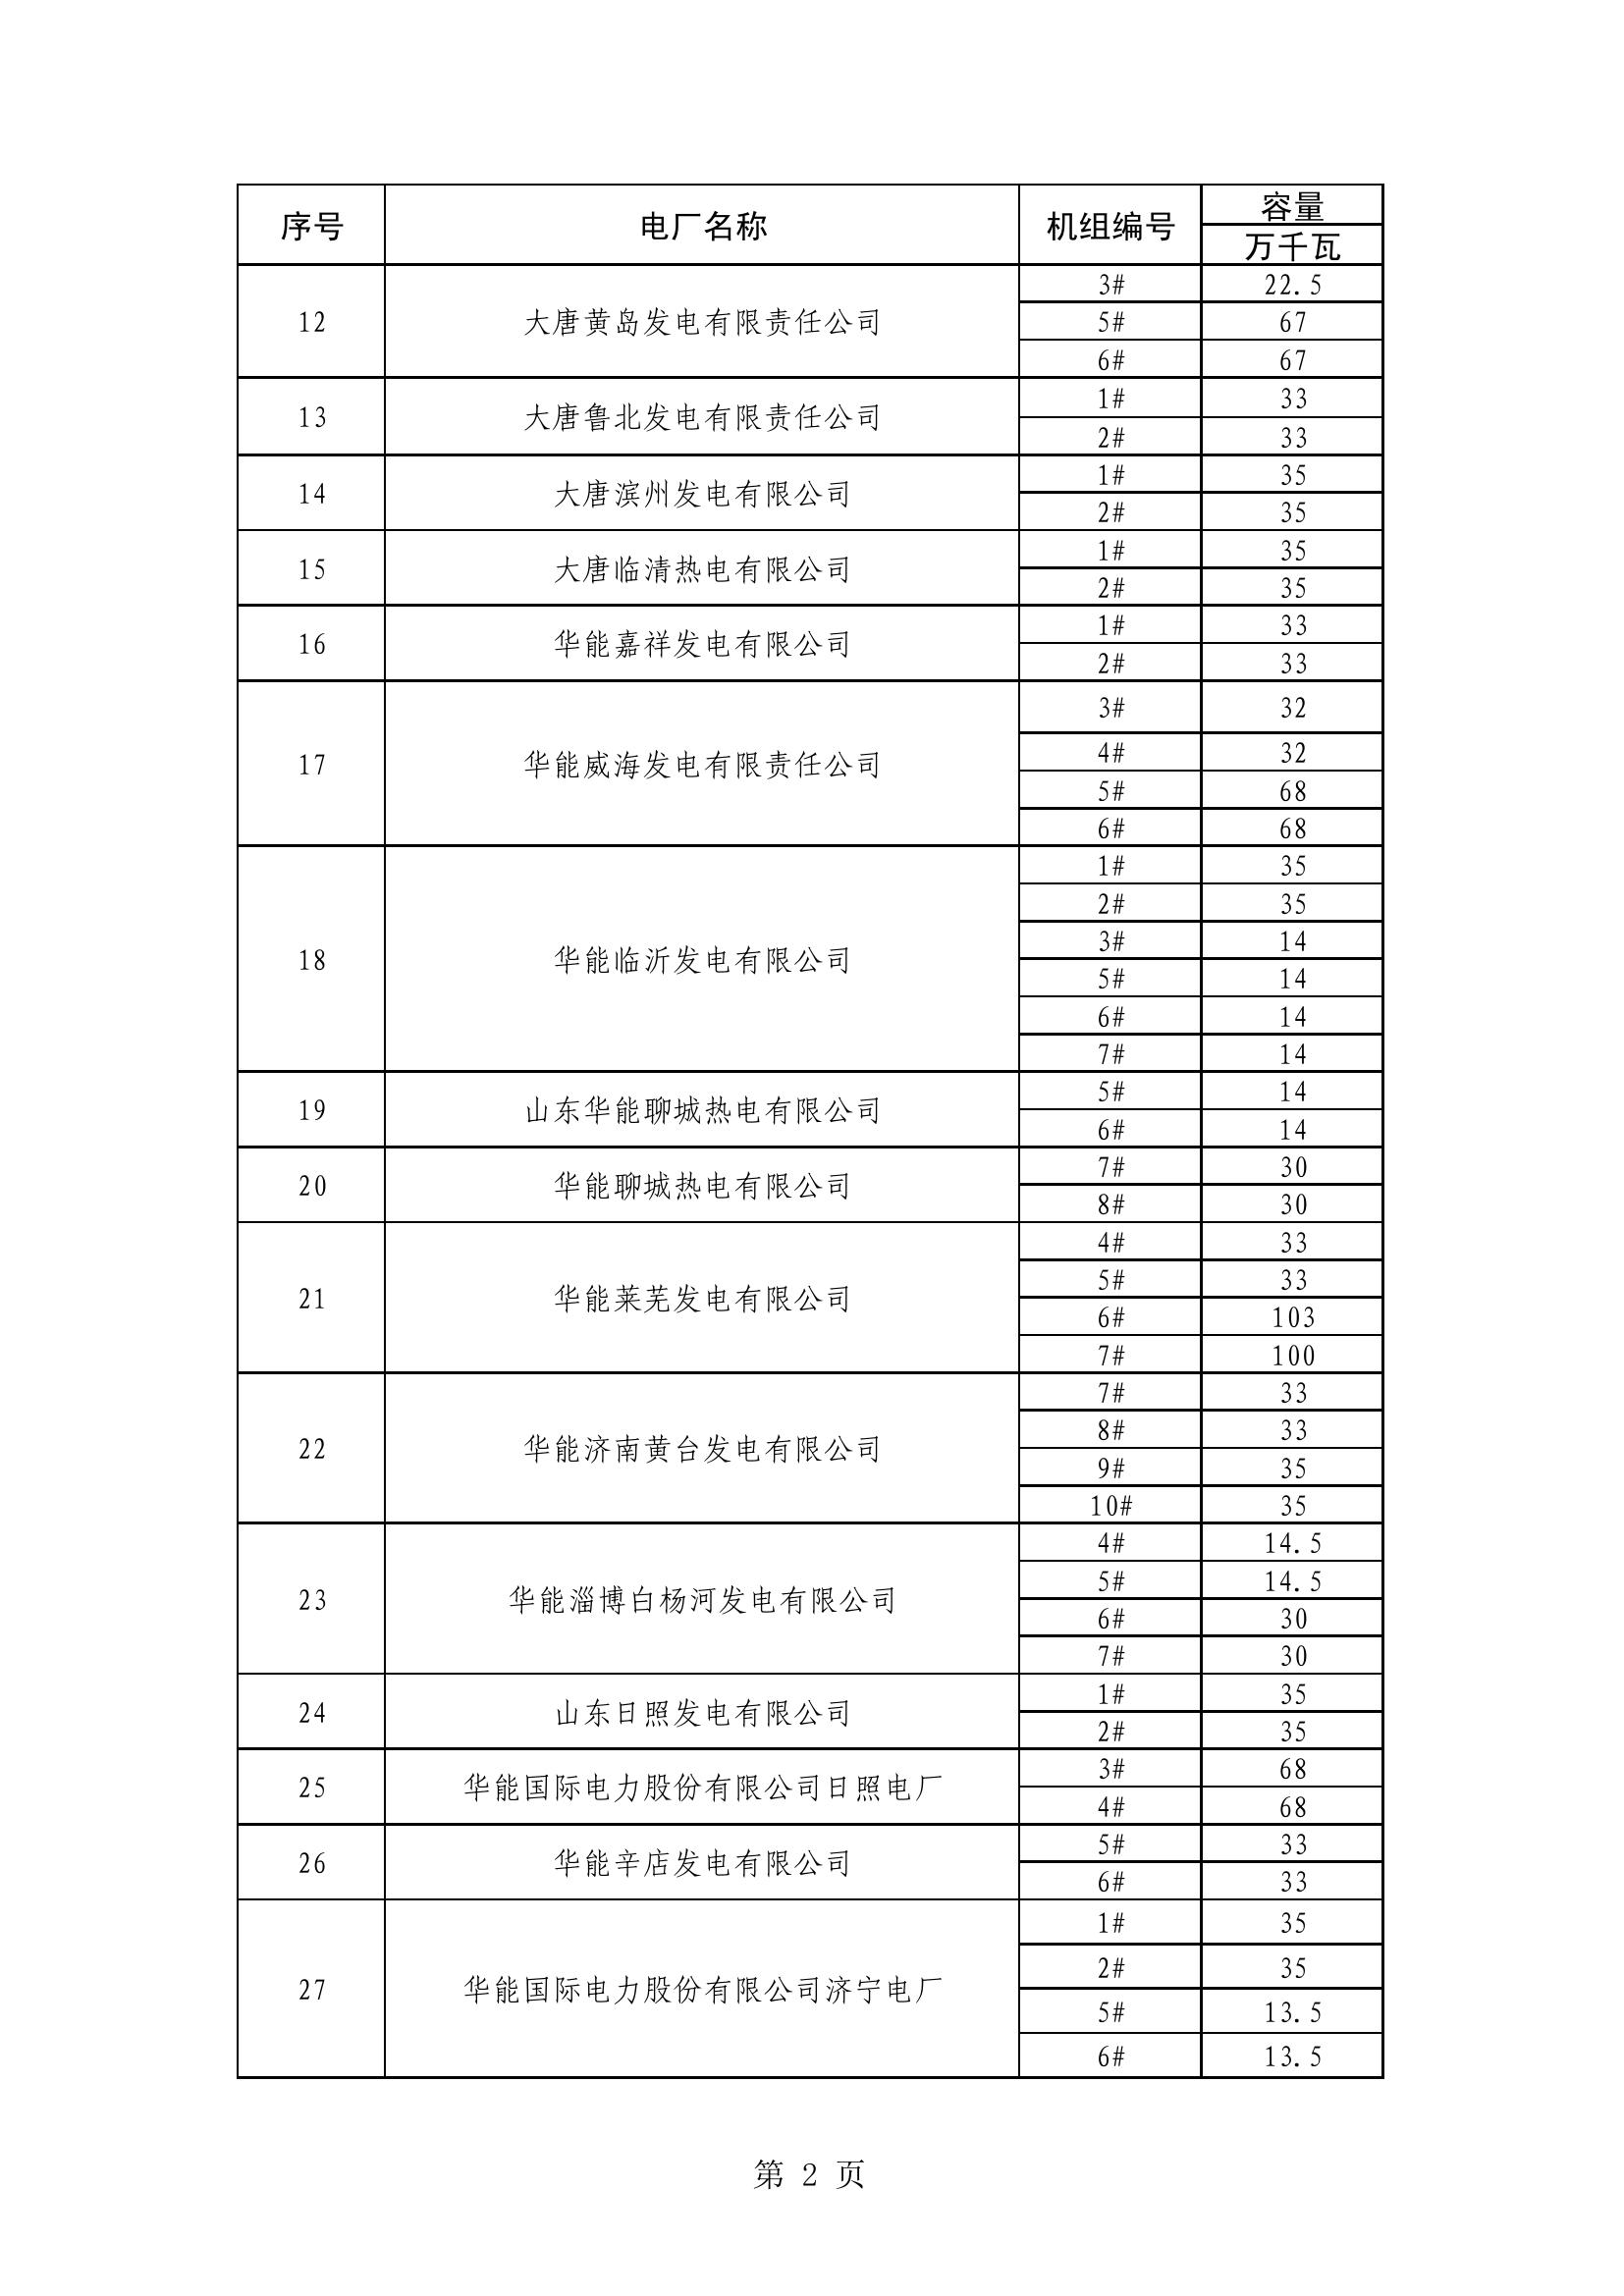 序号 电厂名称 机组编号 容量
万千瓦
12 大唐黄岛发电有限责任公司 3# 22.5
5# 67
6# 67
13 大唐鲁北发电有限责任公司 1# 33
2# 33
14 大唐滨州发电有限公司 1# 35
2# 35
15 大唐临清热电有限公司 1# 35
2# 35
16 华能嘉祥发电有限公司 1# 33
2# 33
17 华能威海发电有限责任公司 3# 32
4# 32
5# 68
6# 68
18 华能临沂发电有限公司 1# 35
2# 35
3# 14
5# 14
6# 14
7# 14
19 山东华能聊城热电有限公司 5# 14
6# 14
20 华能聊城热电有限公司 7# 30
8# 30
21 华能莱芜发电有限公司 4# 33
5# 33
6# 103
7# 100
22 华能济南黄台发电有限公司 7# 33
8# 33
9# 35
10# 35
23 华能淄博白杨河发电有限公司 4# 14.5
5# 14.5
6# 30
7# 30
24 山东日照发电有限公司 1# 35
2# 35
25 华能国际电力股份有限公司日照电厂 3# 68
4# 68
26 华能辛店发电有限公司 5# 33
6# 33
27 华能国际电力股份有限公司济宁电厂 1# 35
2# 35
5# 13.5
6# 13.5
第 2 页